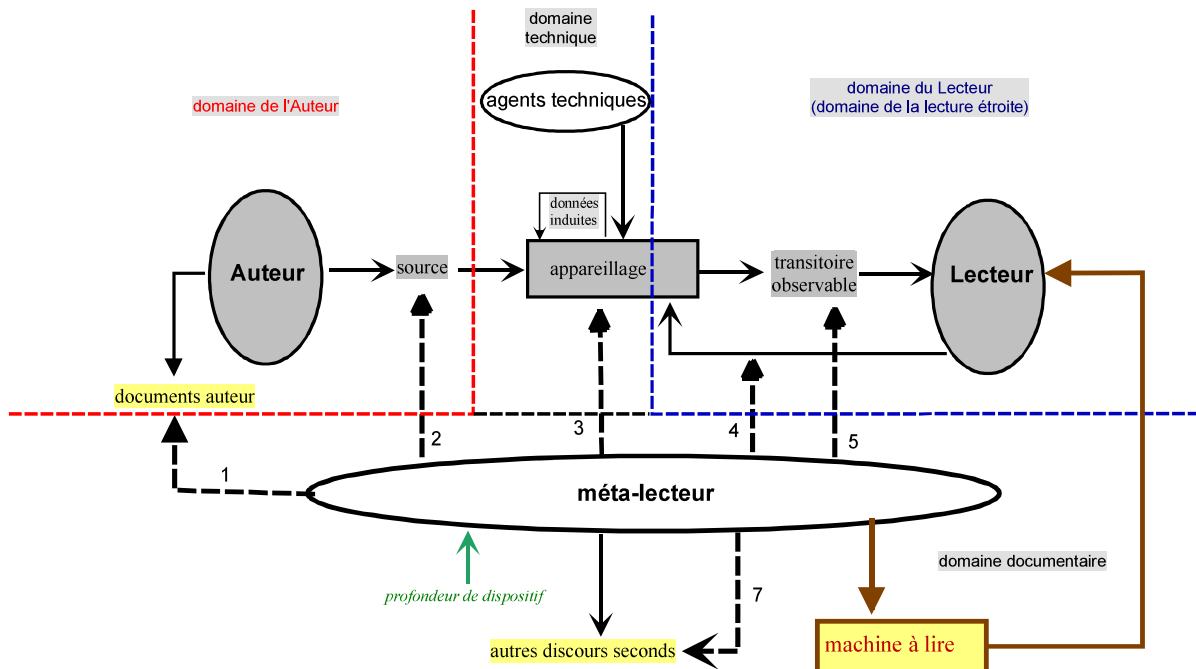 domaine
technique
domaine de l'Auteur
agents techniques
domaine du Lecteur
(domaine de la lecture étroite)
données
induites
Auteur
source
appareillage
transitoire
observable
Lecteur
documents auteur
1
2
3
4
5
méta-lecteur
profondeur de dispositif
7
domaine documentaire
autres discours seconds
machine à lire